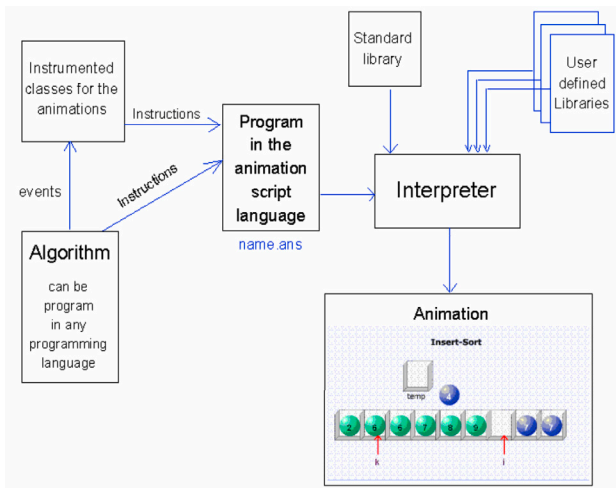 Instrumented
classes for the
animations
Instructions
events
Instructions
Algorithm
can be
program
in any
programming
language
Program
in the
animation
script
language
name.ans
Standard
library
User
defined
Libraries
Interpreter
Animation
Insert-Sort
temp
4
2 5 6 7 8 9 7 7
k i